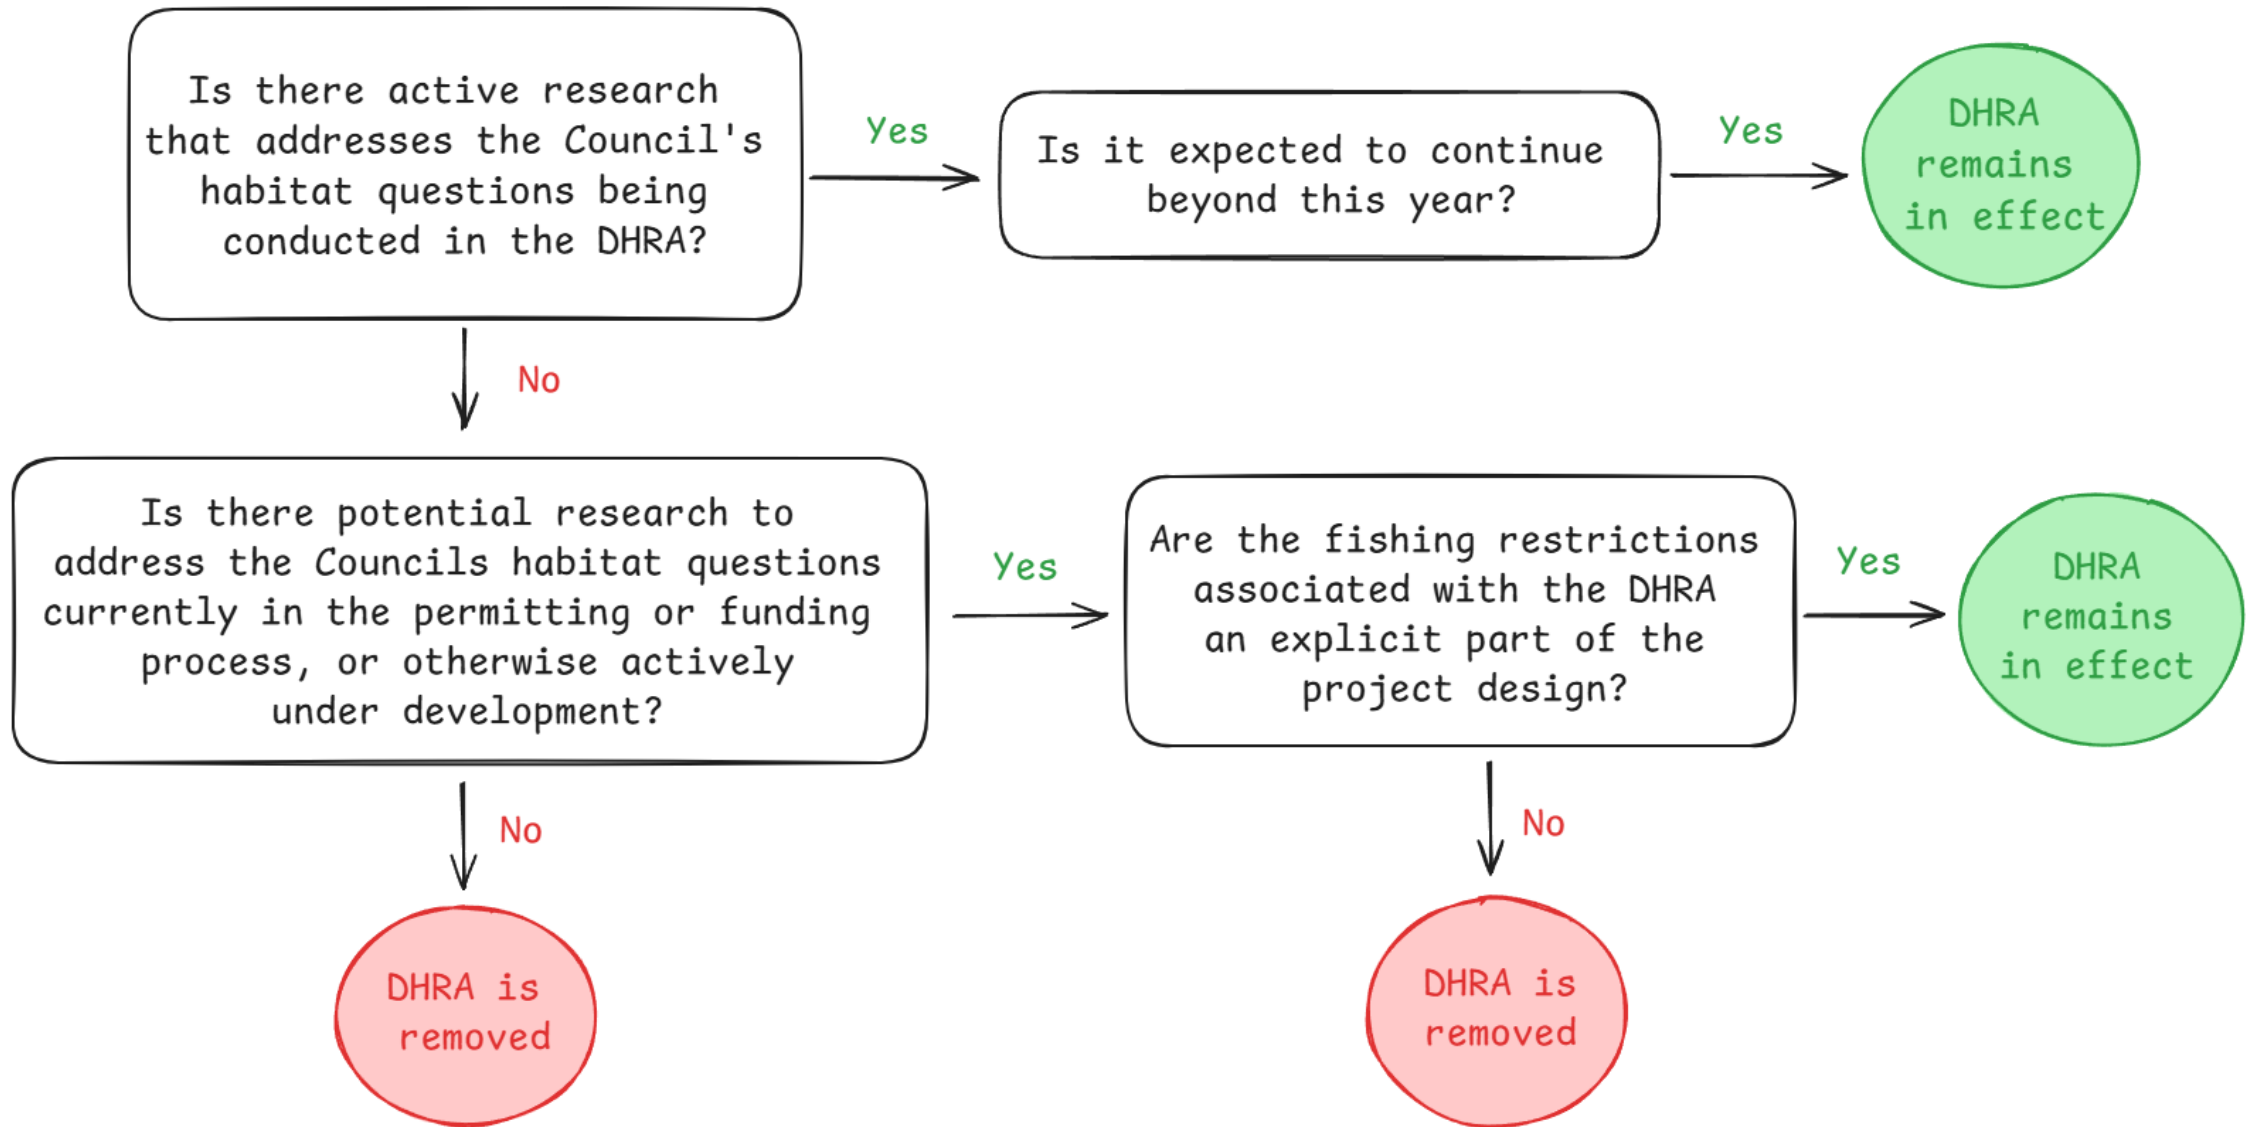 Is there active research
that addresses the Council's
habitat questions being
conducted in the DHRA?
Yes
Is it expected to continue
beyond this year?
Yes
DHRA
remains
in effect
No
Is there potential research to
address the Councils habitat questions
currently in the permitting or funding
process, or otherwise actively
under development?
Yes
Are the fishing restrictions
associated with the DHRA
an explicit part of the
project design?
Yes
DHRA
remains
in effect
No
DHRA is
removed
No
DHRA is
removed